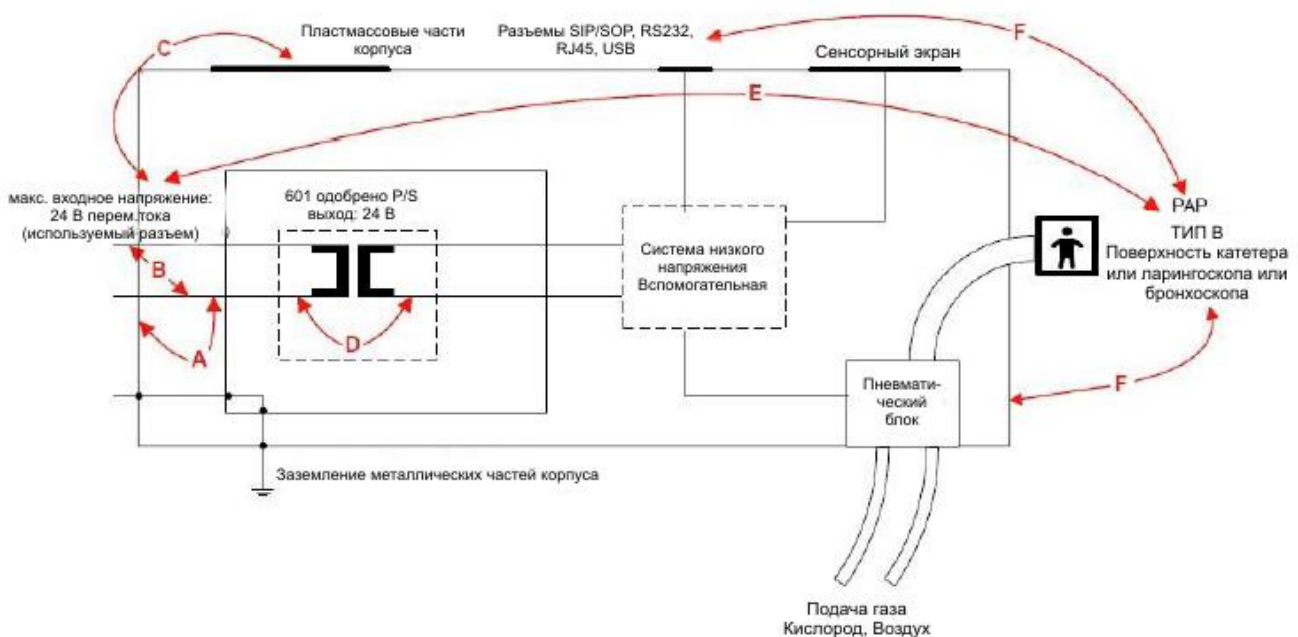 C
Пластмассовые части
корпуса
Разъемы SIP/SOP, RS232,
RJ45, USB
Сенсорный экран
F
E
макс. входное напряжение:
24 В перем.тока
(используемый разъем)
601 одобрено P/S
выход: 24 В
B
A
D
Система низкого
напряжения
Вспомогательная
PAP
ТИП B
Поверхность катетера
или ларингоскопа или
бронхоскопа
F
Пневмати-
ческий
блок
Заземление металлических частей корпуса
Подача газа
Кислород, Воздух